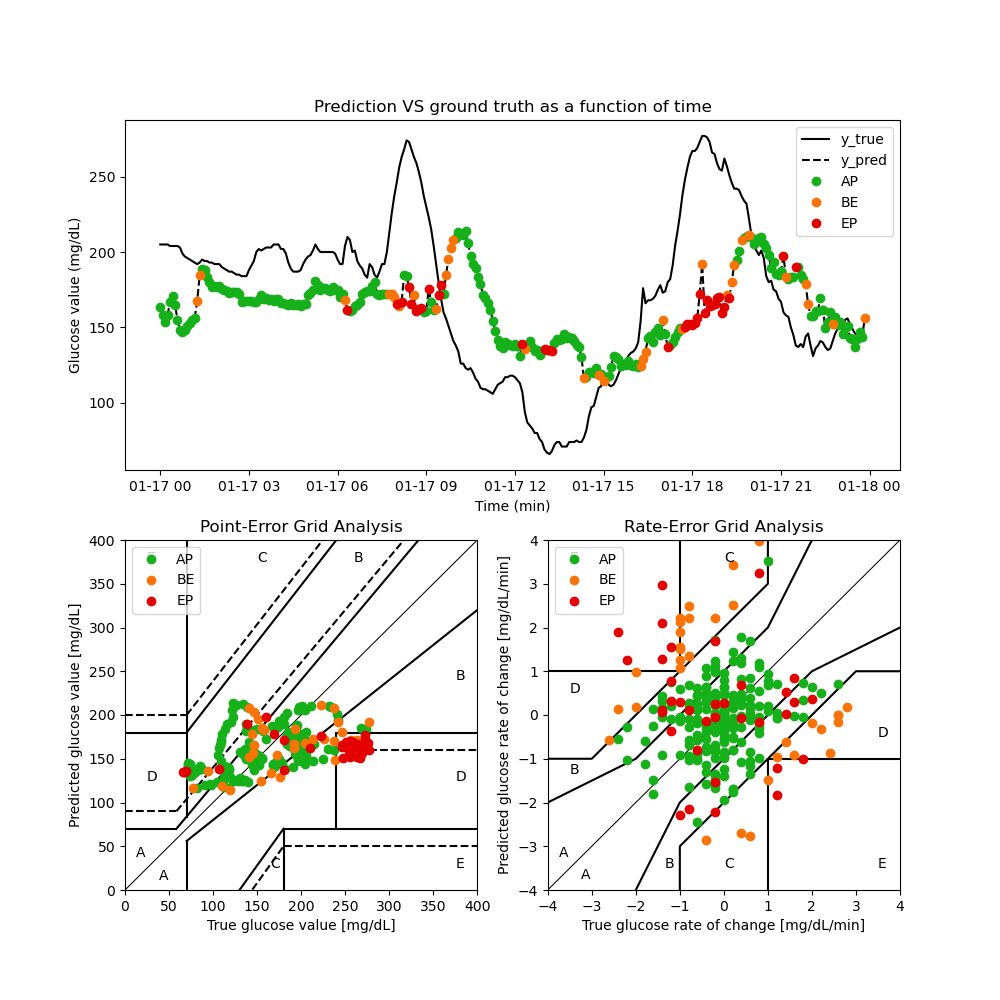 Prediction VS ground truth as a function of time
Glucose value (mg/dL)
250
200
150
100
y_true
y_pred
AP
BE
EP
01-17 00 01-17 03 01-17 06 01-17 09 01-17 12 01-17 15 01-17 18 01-17 21 01-18 00
Time (min)
Point-Error Grid Analysis
Predicted glucose value [mg/dL]
400
350
300
250
200
150
100
50
0
AP
BE
EP
C
B
B
D
D
A
A
C
E
0 50 100 150 200 250 300 350 400
True glucose value [mg/dL]
Rate-Error Grid Analysis
Predicted glucose rate of change [mg/dL/min]
4
3
2
1
0
−1
−2
−3
−4
AP
BE
EP
C
D
D
B
A
A
B
C
E
−4 −3 −2 −1 0 1 2 3 4
True glucose rate of change [mg/dL/min]